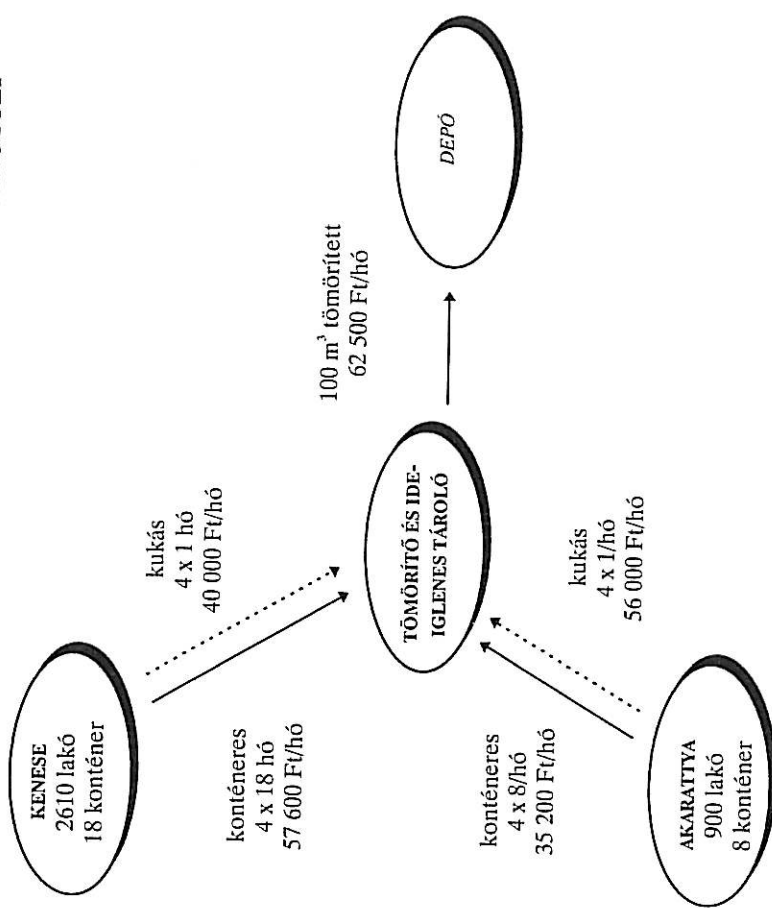 KENESE
2610 lakó
18 konténer
kukás
4 x 1 hó
40 000 Ft/hó
konténeres
4 x 18 hó
57 600 Ft/hó
TÖMÖRÍTŐ ÉS IDE-
IGLENES TÁROLÓ
100 m³ tömörített
62 500 Ft/hó
DEPÓ
konténeres
4 x 8/hó
35 200 Ft/hó
kukás
4 x 1/hó
56 000 Ft/hó
AKARATTYA
900 lakó
8 konténer